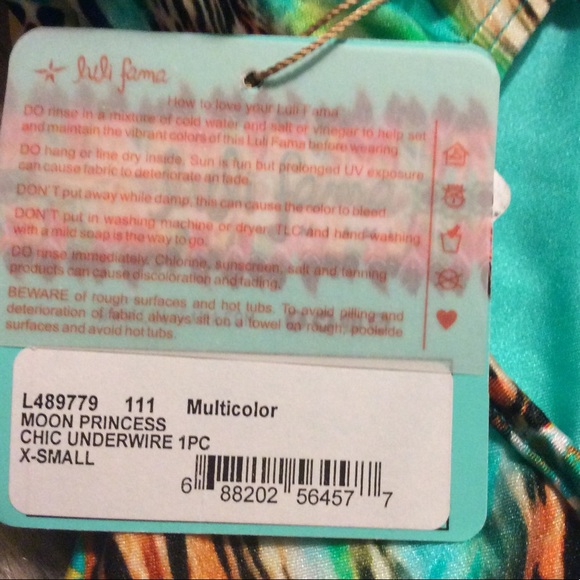 luli fama
How to love your Luli Fama
DO rinse in a mixture of cold water and salt or vinegar to help set
and maintain the vibrant colors of this Luli Fama before wearing.
DO hang or line dry inside. Sun is fun but prolonged UV exposure
can cause fabric to deteriorate an fade.
DON'T put away while damp, this can cause the color to bleed.
DON'T put in washing machine or dryer. TLC and hand-washing
with a mild soap is the way to go.
DO rinse immediately. Chlorine, sunscreen, salt and tanning
products can cause discoloration and fading.
BEWARE of rough surfaces and hot tubs. To avoid pilling and
deterioration of fabric always sit on a towel on rough, poolside
surfaces and avoid hot tubs.
L489779 111 Multicolor
MOON PRINCESS
CHIC UNDERWIRE 1PC
X-SMALL
6 88202 56457 7